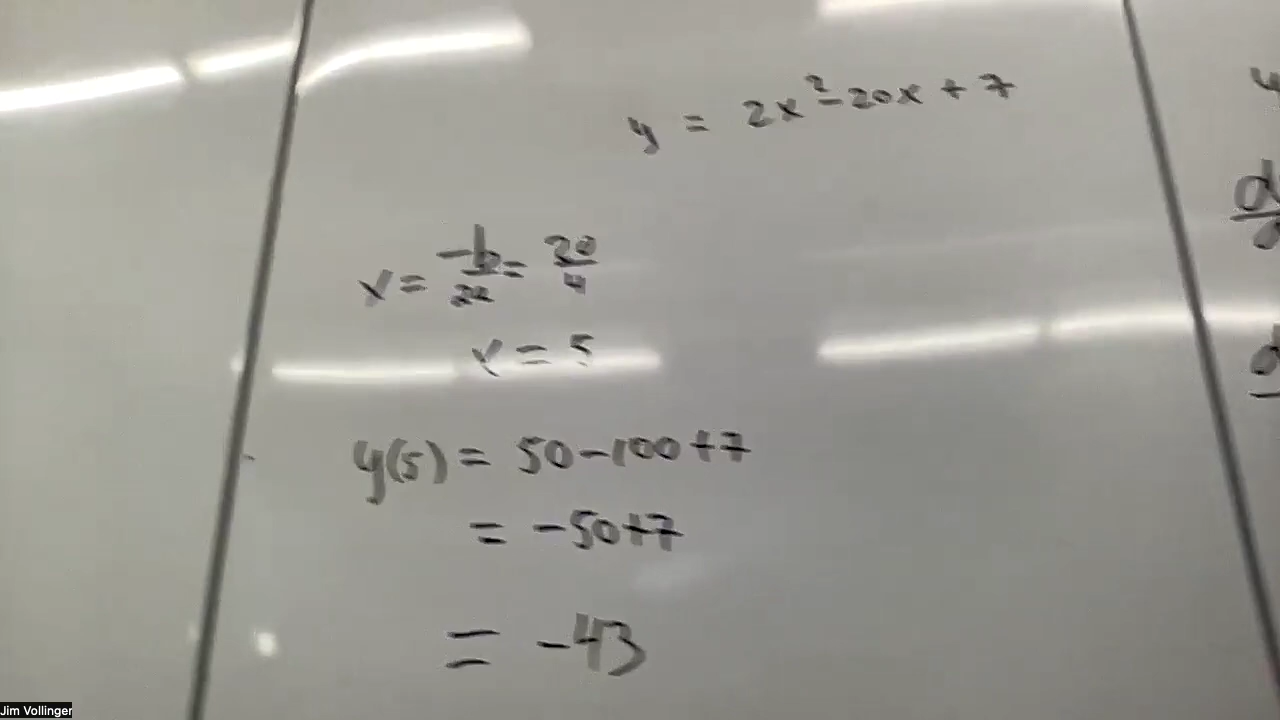 y = 2x²-20x + 7
x = -b/2a = 20/4
x = 5
y(5) = 50-100+7
= -50+7
= -43
Jim Vollinger